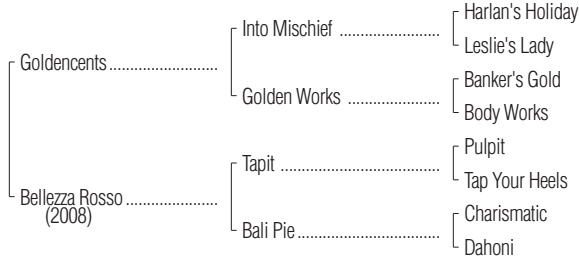 Harlan's Holiday
Into Mischief ....................
Leslie's Lady
Goldencents ........................
Banker's Gold
Golden Works ..................
Body Works
Pulpit
Tapit ................................
Tap Your Heels
Bellezza Rosso ....................
(2008)
Charismatic
Bali Pie .............................
Dahoni